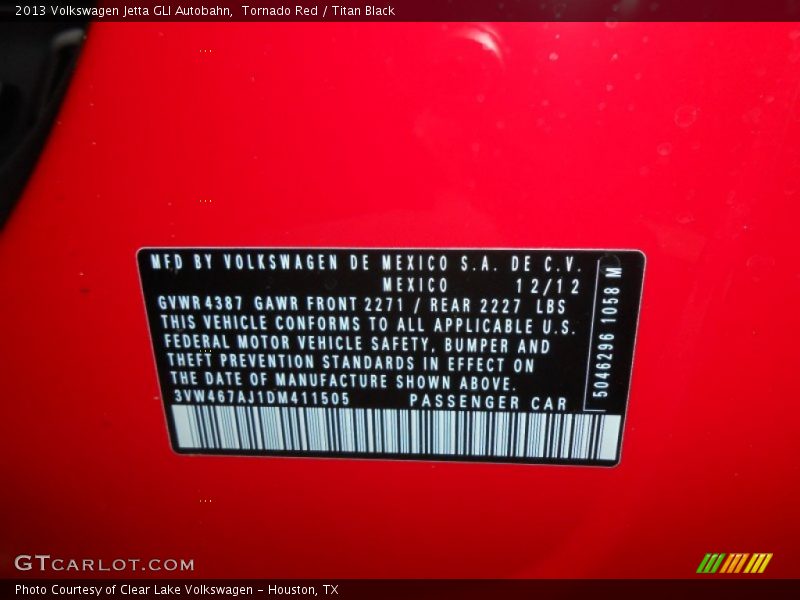 2013 Volkswagen Jetta GLI Autobahn,  Tornado Red / Titan Black
MFD BY VOLKSWAGEN DE MEXICO S.A. DE C.V.
MEXICO 12/12
GVWR 4387 GAWR FRONT 2271 / REAR 2227 LBS
THIS VEHICLE CONFORMS TO ALL APPLICABLE U.S.
FEDERAL MOTOR VEHICLE SAFETY, BUMPER AND
THEFT PREVENTION STANDARDS IN EFFECT ON
THE DATE OF MANUFACTURE SHOWN ABOVE.
3VW467AJ1DM411505 PASSENGER CAR
5046296 1058 M
GTCARLOT.COM
Photo Courtesy of Clear Lake Volkswagen - Houston, TX